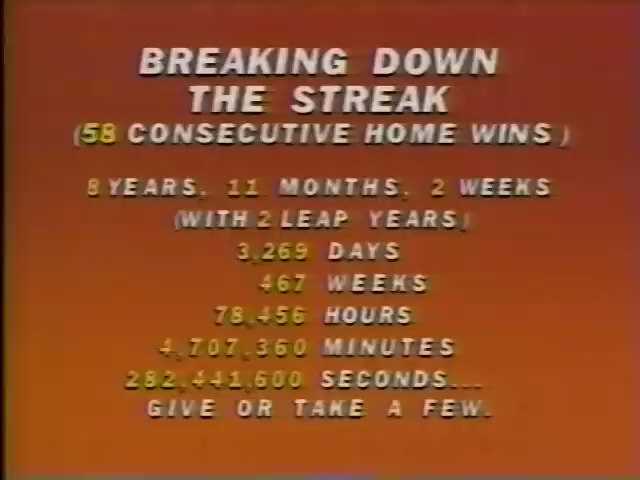 BREAKING DOWN
THE STREAK
(58 CONSECUTIVE HOME WINS)
8 YEARS, 11 MONTHS, 2 WEEKS
(WITH 2 LEAP YEARS)
3,269 DAYS
467 WEEKS
78,456 HOURS
4,707,360 MINUTES
282,441,600 SECONDS...
GIVE OR TAKE A FEW.